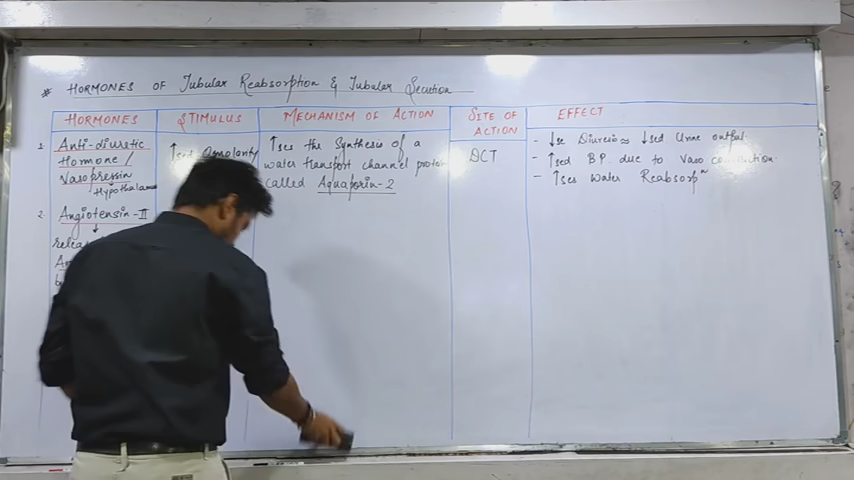 * HORMONES OF Tubular Reabsorption & Tubular Secretion
HORMONES STIMULUS MECHANISM OF ACTION SITE OF ACTION EFFECT
1. Anti-diuretic Hormone / Vasopressin
Hypothalamus
↑sed Osmolarity
↑ses the Synthesis of a
water transport channel protein
called Aquaporin-2
DCT
- ↓se Diuresis ≈ ↓sed Urine output
- ↑sed BP due to Vaso constriction
- ↑ses Water Reabsorpⁿ
2. Angiotensin-II
↓